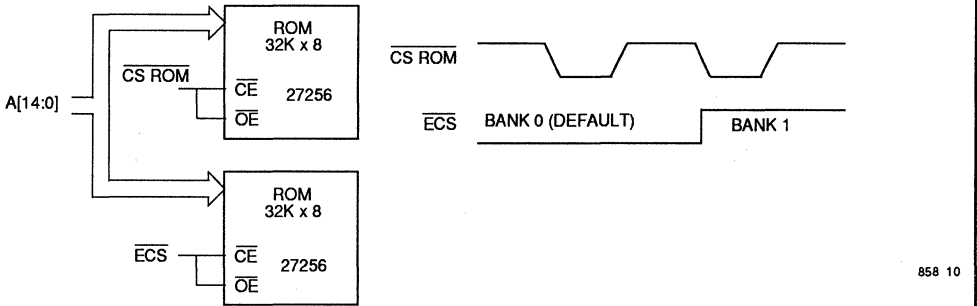 A[14:0]
ROM
32K x 8
CS ROM
CE
27256
OE
ROM
32K x 8
ECS
CE
27256
OE
CS ROM
ECS
BANK 0 (DEFAULT)
BANK 1
858 10